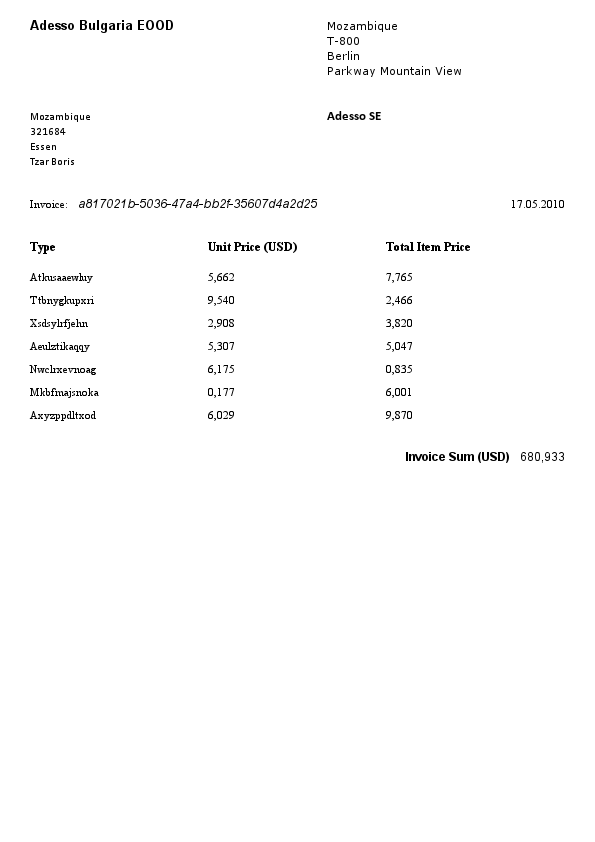 Adesso Bulgaria EOOD
Mozambique
T-800
Berlin
Parkway Mountain View
Mozambique
321684
Essen
Tzar Boris
Adesso SE
Invoice: a817021b-5036-47a4-bb2f-35607d4a2d25 17.05.2010
Type Unit Price (USD) Total Item Price
Atkusaaewluy 5,662 7,765
Ttbnygkupxri 9,540 2,466
Xsdsylrfjehn 2,908 3,820
Aeulztikaqqy 5,307 5,047
Nwclrxevnoag 6,175 0,835
Mkbfmajsnoka 0,177 6,001
Axyzppdltxod 6,029 9,870
Invoice Sum (USD) 680,933